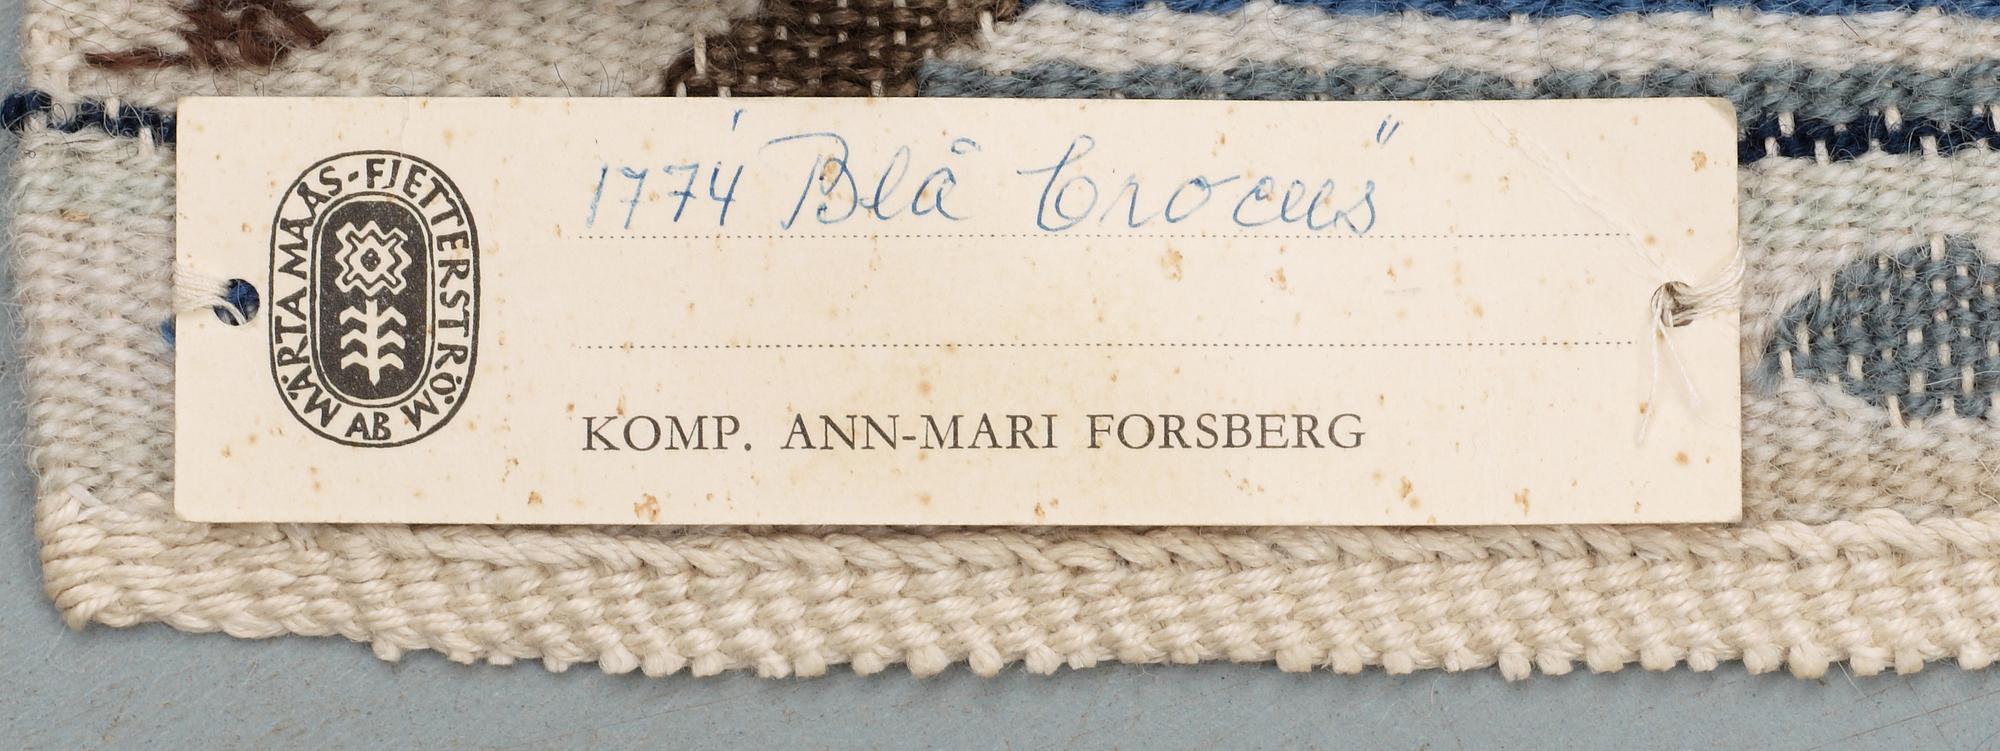 MÄRTA MÅÅS-FJETTERSTRÖM
AB
1774 "Blå Crocus"
KOMP. ANN-MARI FORSBERG